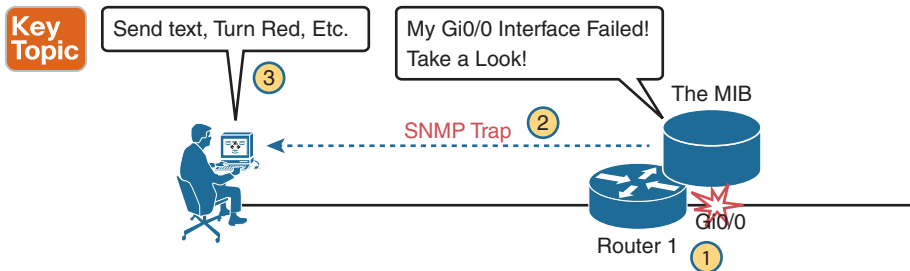 Key
Topic
Send text, Turn Red, Etc.
3
My Gi0/0 Interface Failed!
Take a Look!
The MIB
SNMP Trap
2
Gi0/0
Router 1
1